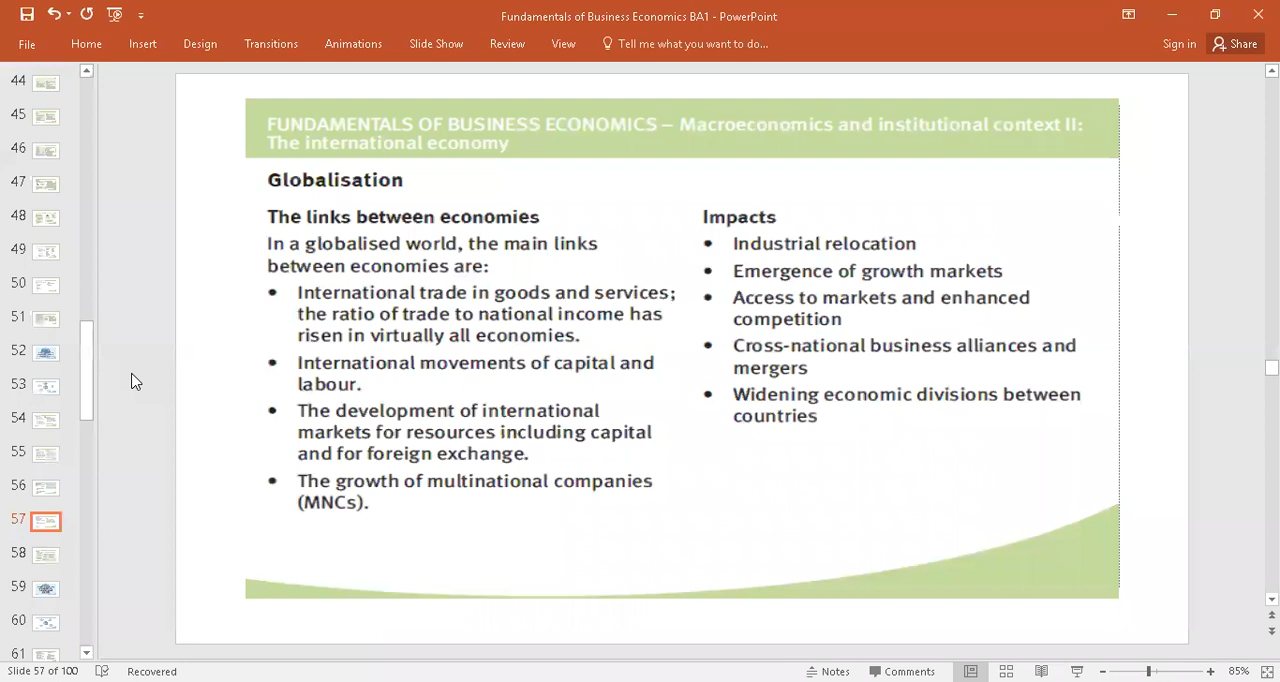 Fundamentals of Business Economics BA1 - PowerPoint
File Home Insert Design Transitions Animations Slide Show Review View Tell me what you want to do... Sign in Share
44
45
46
47
48
49
50
51
52
53
54
55
56
57
58
59
60
61
FUNDAMENTALS OF BUSINESS ECONOMICS – Macroeconomics and institutional context II:
The international economy
Globalisation
The links between economies
In a globalised world, the main links
between economies are:
• International trade in goods and services;
the ratio of trade to national income has
risen in virtually all economies.
• International movements of capital and
labour.
• The development of international
markets for resources including capital
and for foreign exchange.
• The growth of multinational companies
(MNCs).
Impacts
• Industrial relocation
• Emergence of growth markets
• Access to markets and enhanced
competition
• Cross-national business alliances and
mergers
• Widening economic divisions between
countries
Slide 57 of 100 Recovered Notes Comments 85%